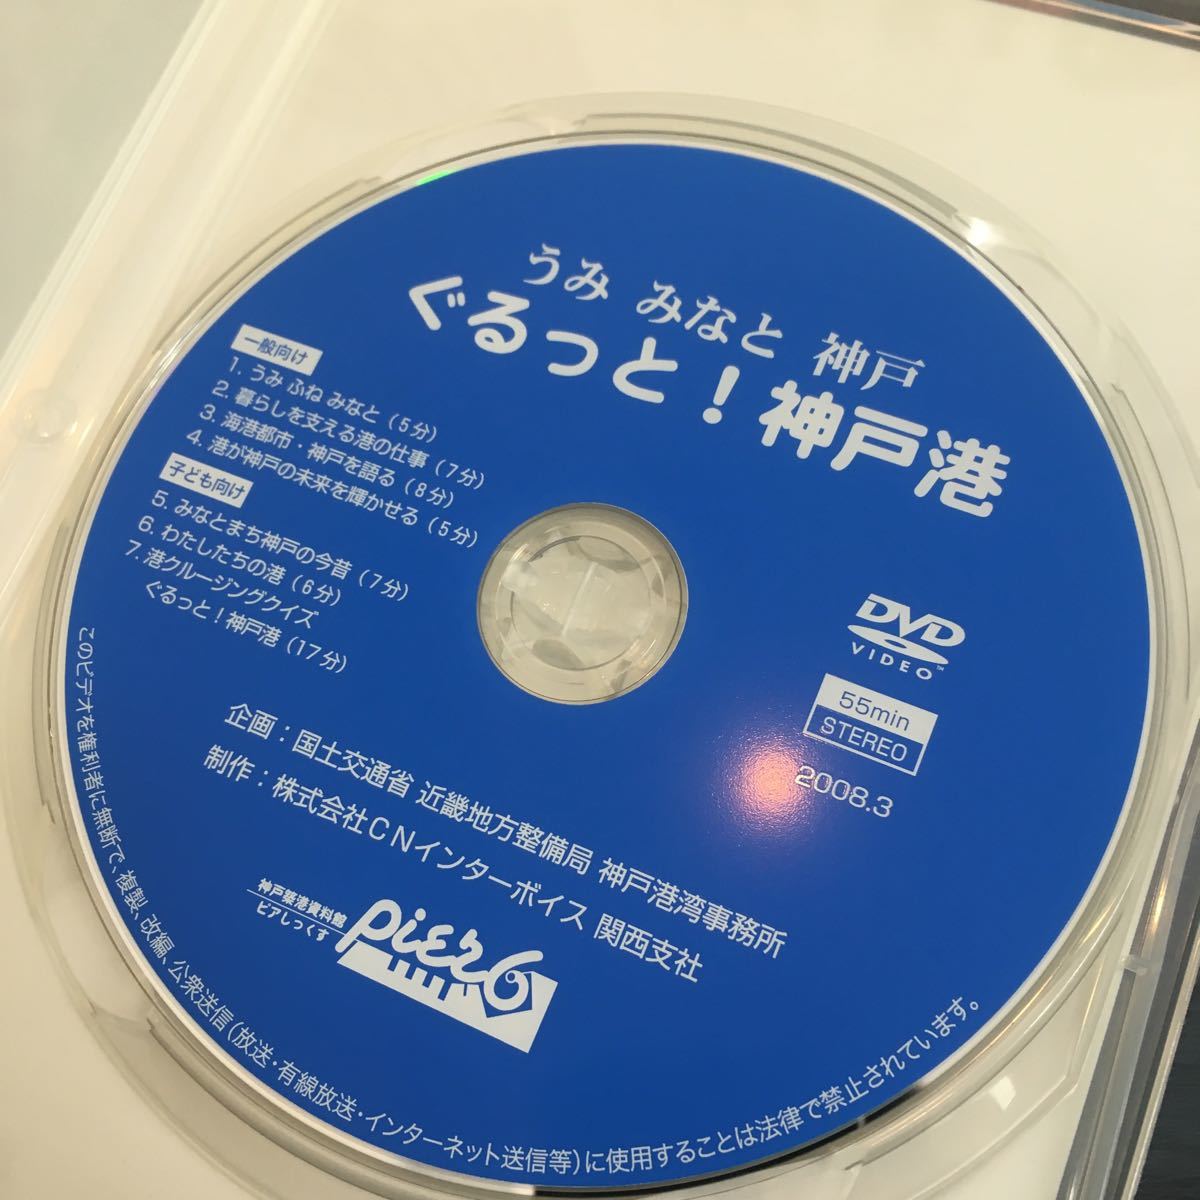 うみ みなと 神戸
ぐるっと！神戸港
一般向け
1. うみ ふね みなと（5分）
2. 暮らしを支える港の仕事（7分）
3. 海港都市・神戸を語る（8分）
4. 港が神戸の未来を輝かせる（5分）
子ども向け
5. みなとまち神戸の今昔（7分）
6. わたしたちの港（6分）
7. 港クルージングクイズ
ぐるっと！神戸港（17分）
DVD
VIDEO™
55min
STEREO
2008.3
企画：国土交通省 近畿地方整備局 神戸港湾事務所
制作：株式会社CNインターボイス 関西支社
神戸築港資料館
ピアしっくす
PiER6
このビデオを権利者に無断で、複製、改編、公衆送信（放送・有線放送・インターネット送信等）に使用することは法律で禁止されています。